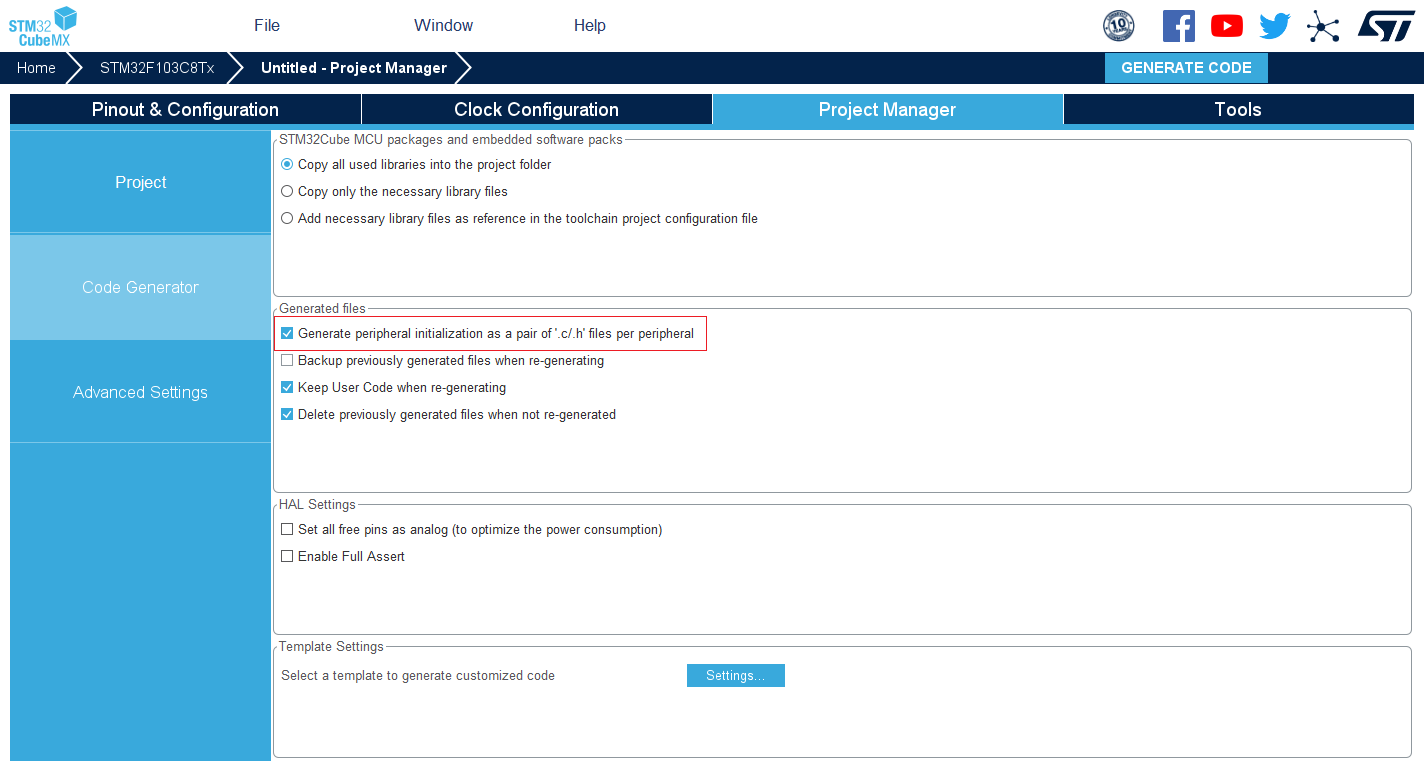 STM32
CubeMX
File
Window
Help
10
Home
STM32F103C8Tx
Untitled - Project Manager
GENERATE CODE
Pinout & Configuration
Clock Configuration
Project Manager
Tools
Project
Code Generator
Advanced Settings
STM32Cube MCU packages and embedded software packs
Copy all used libraries into the project folder
Copy only the necessary library files
Add necessary library files as reference in the toolchain project configuration file
Generated files
Generate peripheral initialization as a pair of '.c/.h' files per peripheral
Backup previously generated files when re-generating
Keep User Code when re-generating
Delete previously generated files when not re-generated
HAL Settings
Set all free pins as analog (to optimize the power consumption)
Enable Full Assert
Template Settings
Select a template to generate customized code
Settings...